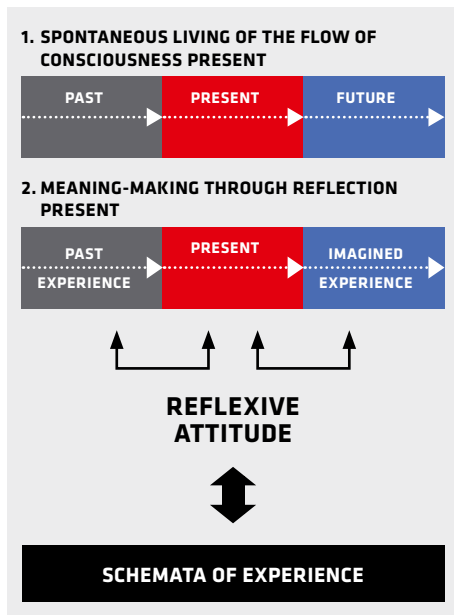 1. SPONTANEOUS LIVING OF THE FLOW OF
CONSCIOUSNESS PRESENT
PAST
PRESENT
FUTURE
2. MEANING-MAKING THROUGH REFLECTION
PRESENT
PAST
EXPERIENCE
PRESENT
IMAGINED
EXPERIENCE
REFLEXIVE
ATTITUDE
SCHEMATA OF EXPERIENCE